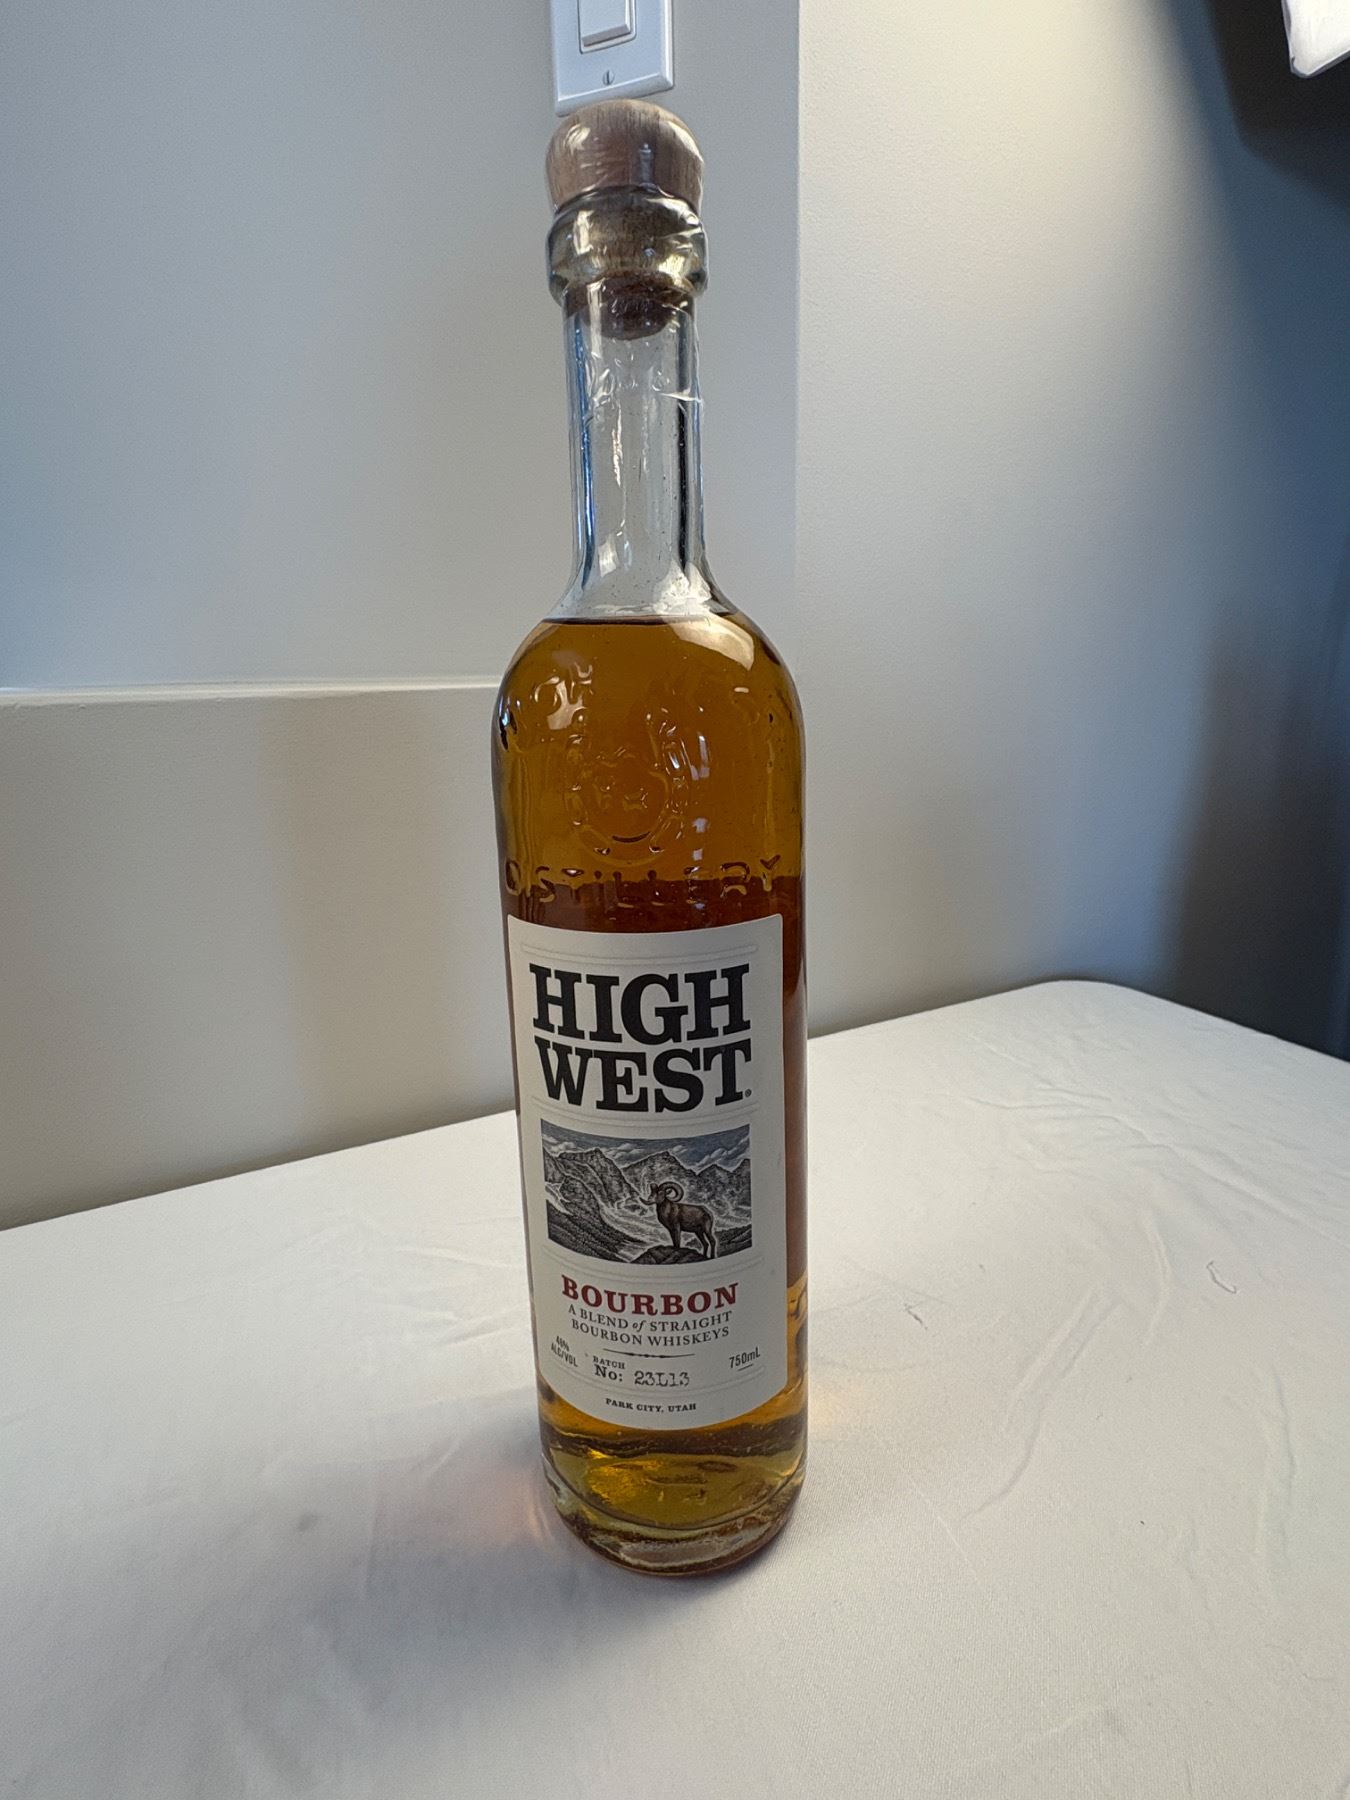 DISTILLERY
HIGH
WEST®
BOURBON
A BLEND of STRAIGHT
BOURBON WHISKEYS
46%
ALC/VOL
BATCH
No: 23L13
750mL
PARK CITY, UTAH